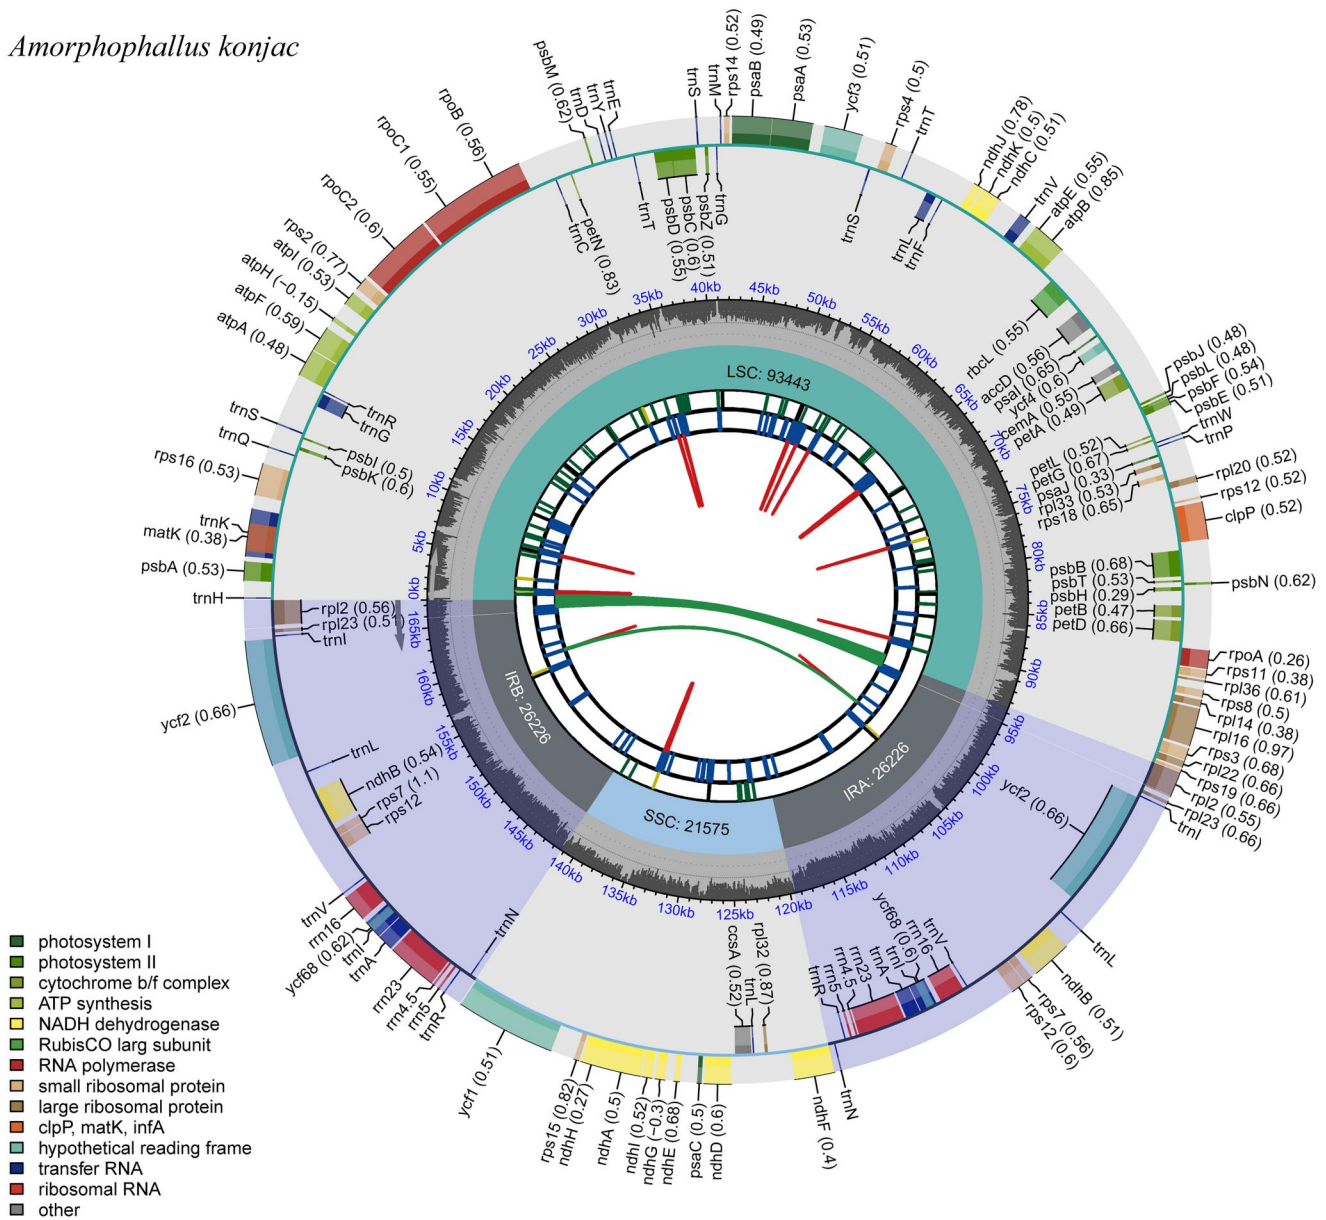 Amorphophallus konjac
psbM (0.62)
trnD
trnY
trnE
trnS
trnM
rps14 (0.52)
psaB (0.49)
psaA (0.53)
ycf3 (0.51)
rps4 (0.5)
trnT
ndhJ (0.78)
ndhK (0.5)
ndhC (0.51)
trnV
atpE (0.55)
atpB (0.85)
psbJ (0.48)
psbL (0.48)
psbF (0.54)
psbE (0.51)
trnW
trnP
rpl20 (0.52)
rps12 (0.52)
clpP (0.52)
psbN (0.62)
rpoA (0.26)
rps11 (0.38)
rpl36 (0.61)
rps8 (0.5)
rpl14 (0.38)
rpl16 (0.97)
rps3 (0.68)
rpl22 (0.66)
rps19 (0.66)
rpl2 (0.55)
rpl23 (0.66)
trnI
trnL
ndhB (0.51)
rps7 (0.56)
rps12 (0.6)
trnN
ndhF (0.4)
ndhD (0.6)
psaC (0.5)
ndhE (0.68)
ndhG (−0.3)
ndhI (0.52)
ndhA (0.5)
ndhH (0.27)
rps15 (0.82)
ycf1 (0.51)
trnR
rrn5
rrn4.5
rrn23
trnA
trnI
ycf68 (0.62)
rrn16
trnV
ycf2 (0.66)
trnH
psbA (0.53)
matK (0.38)
trnK
rps16 (0.53)
trnQ
trnS
atpA (0.48)
atpF (0.59)
atpH (−0.15)
atpI (0.53)
rps2 (0.77)
rpoC2 (0.6)
rpoC1 (0.55)
rpoB (0.56)
trnC
petN (0.83)
trnT
psbD (0.55)
psbC (0.6)
psbZ (0.51)
trnG
trnS
trnL
trnF
rbcL (0.55)
accD (0.56)
psaI (0.65)
ycf4 (0.6)
cemA (0.55)
petA (0.49)
petL (0.52)
petG (0.67)
psaJ (0.33)
rpl33 (0.53)
rps18 (0.65)
psbB (0.68)
psbT (0.53)
psbH (0.29)
petB (0.47)
petD (0.66)
ycf2 (0.66)
trnV
rrn16
ycf68 (0.6)
trnI
trnA
rrn23
rrn4.5
rrn5
trnR
rpl32 (0.87)
trnL
ccsA (0.52)
trnN
rps12
rps7 (1.1)
ndhB (0.54)
trnL
trnI
rpl23 (0.51)
rpl2 (0.56)
psbK (0.6)
psbI (0.5)
trnG
trnR
0kb
5kb
10kb
15kb
20kb
25kb
30kb
35kb
40kb
45kb
50kb
55kb
60kb
65kb
70kb
75kb
80kb
85kb
90kb
95kb
100kb
105kb
110kb
115kb
120kb
125kb
130kb
135kb
140kb
145kb
150kb
155kb
160kb
165kb
LSC: 93443
IRA: 26226
SSC: 21575
IRB: 26226
photosystem I
photosystem II
cytochrome b/f complex
ATP synthesis
NADH dehydrogenase
RubisCO larg subunit
RNA polymerase
small ribosomal protein
large ribosomal protein
clpP, matK, infA
hypothetical reading frame
transfer RNA
ribosomal RNA
other